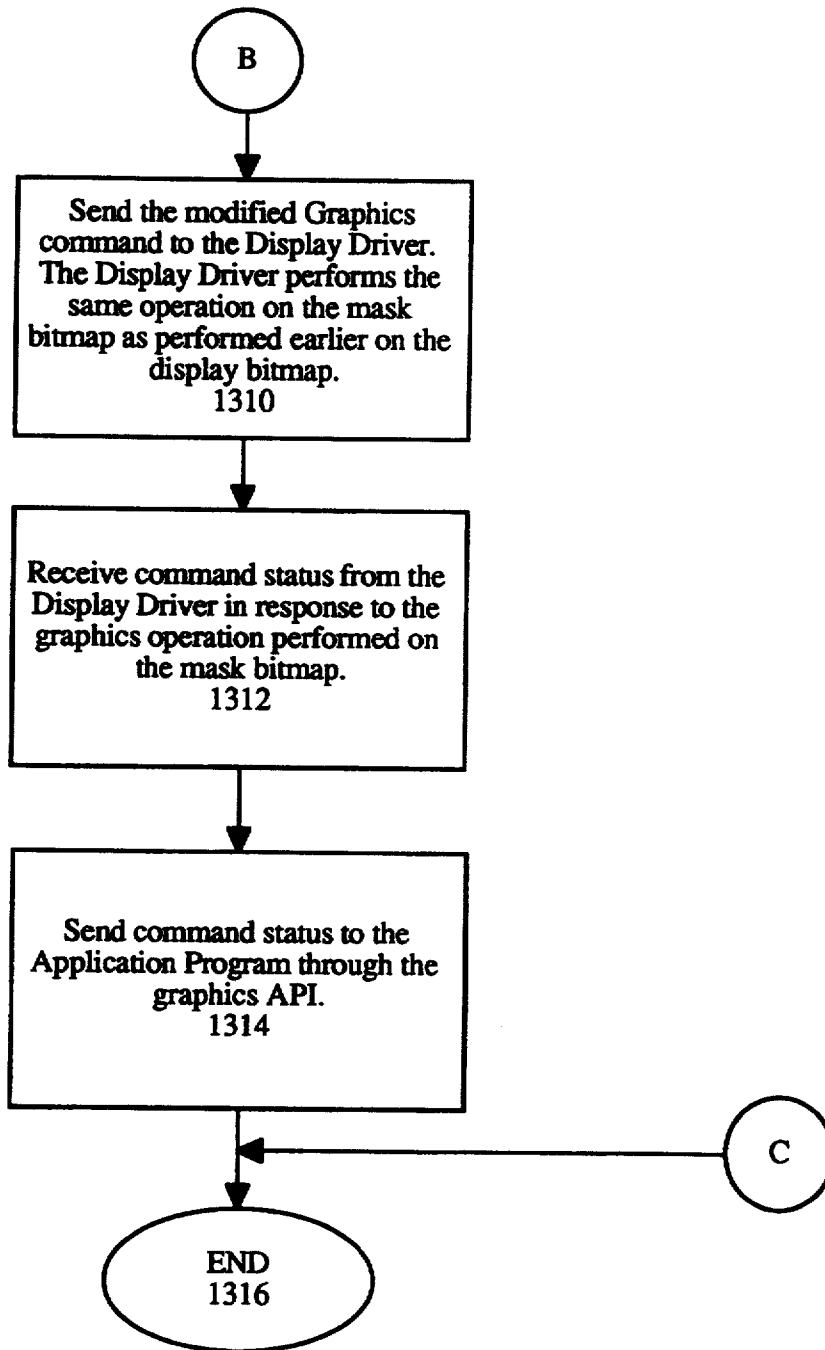 B
Send the modified Graphics
command to the Display Driver.
The Display Driver performs the
same operation on the mask
bitmap as performed earlier on the
display bitmap.
1310
Receive command status from the
Display Driver in response to the
graphics operation performed on
the mask bitmap.
1312
Send command status to the
Application Program through the
graphics API.
1314
C
END
1316